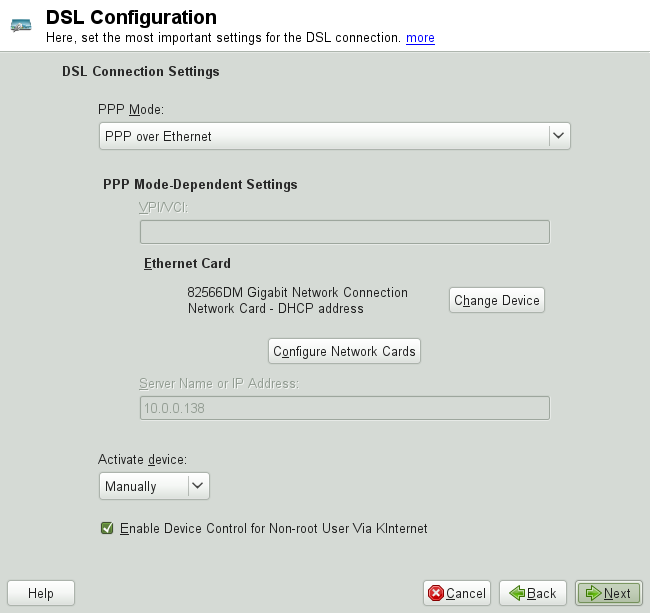 DSL Configuration
Here, set the most important settings for the DSL connection. more
DSL Connection Settings
PPP Mode:
PPP over Ethernet
PPP Mode-Dependent Settings
VPI/VCI:
Ethernet Card
82566DM Gigabit Network Connection
Network Card - DHCP address
Change Device
Configure Network Cards
Server Name or IP Address:
10.0.0.138
Activate device:
Manually
Enable Device Control for Non-root User Via KInternet
Help
Cancel
Back
Next